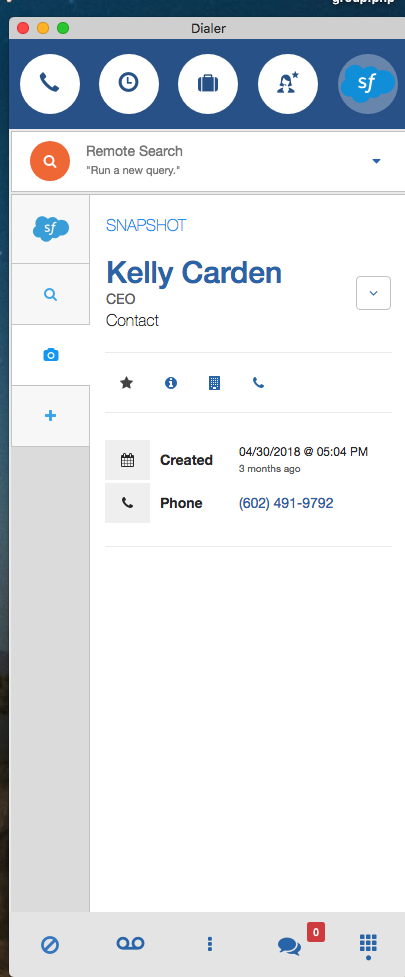 group.php
Dialer
sf
Remote Search
"Run a new query."
sf
SNAPSHOT
Kelly Carden
CEO
Contact
Created
04/30/2018 @ 05:04 PM
3 months ago
Phone
(602) 491-9792
0